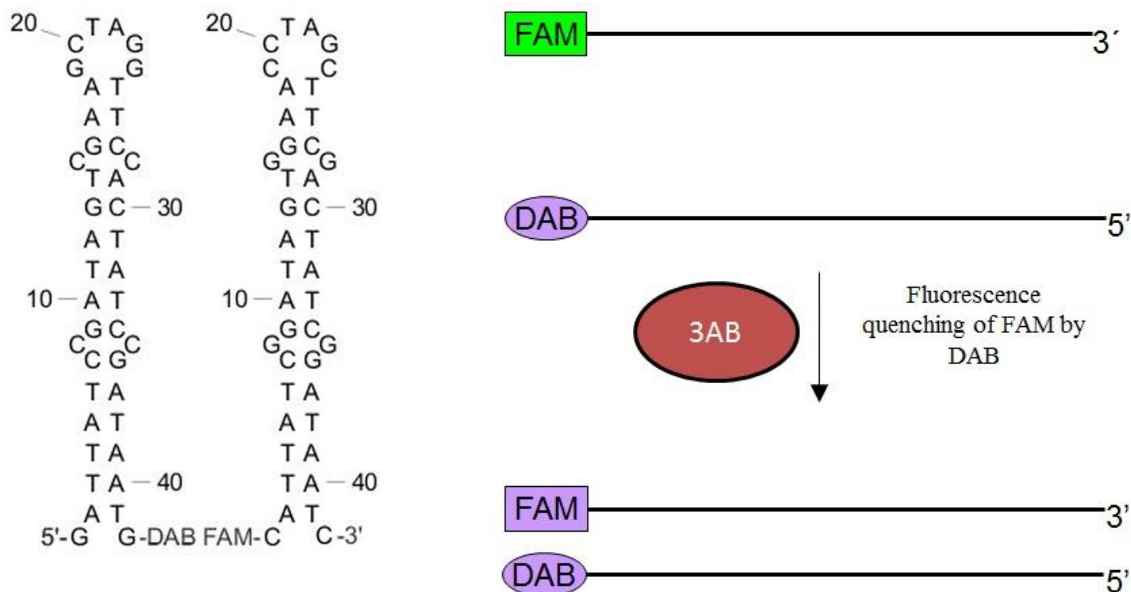 20 C T A G 20 C T A G
G G C C
A T A T
A T A T
G C G C
C C G G
T A T A
G C 30 G C 30
A T A T
T A T A
10 A T 10 A T
G C G C
C C G G
C G C G
T A T A
A T A T
T A T A
T A 40 T A 40
A T A T
5'-G G-DAB FAM-C C-3'
FAM 3´
DAB 5'
3AB
Fluorescence
quenching of FAM by
DAB
FAM 3'
DAB 5'